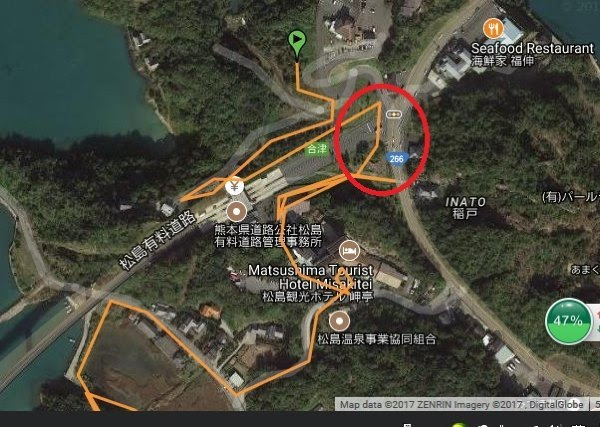 Seafood Restaurant
海鮮家 福伸
合津
266
INATO
稲戸
(有)パールラ
松島有料道路
¥
熊本県道路公社松島
有料道路管理事務所
Matsushima Tourist
Hotel Misakitei
松島観光ホテル 岬亭
あまく
47%
松島温泉事業協同組合
Map data ©2017 ZENRIN Imagery ©2017 , DigitalGlobe | 5